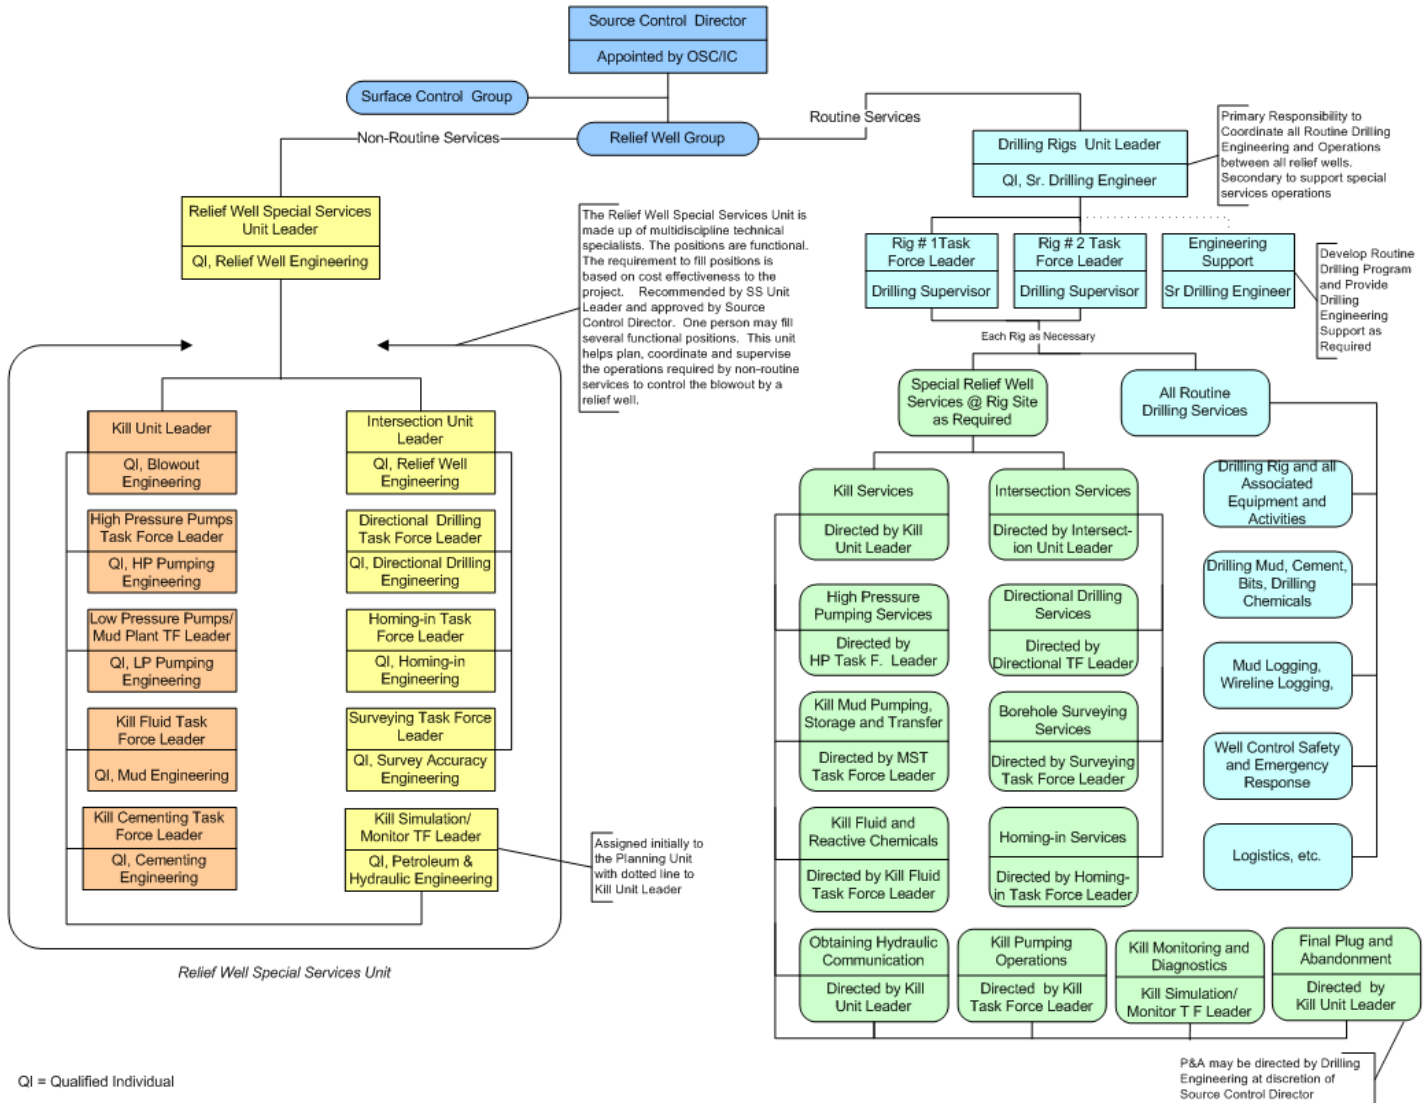 Source Control Director
Appointed by OSC/IC
Surface Control Group
Relief Well Group
Non-Routine Services
Routine Services
Drilling Rigs Unit Leader
QI, Sr. Drilling Engineer
Primary Responsibility to
Coordinate all Routine Drilling
Engineering and Operations
between all relief wells.
Secondary to support special
services operations
Relief Well Special Services
Unit Leader
QI, Relief Well Engineering
The Relief Well Special Services Unit is
made up of multidiscipline technical
specialists. The positions are functional.
The requirement to fill positions is
based on cost effectiveness to the
project. Recommended by SS Unit
Leader and approved by Source
Control Director. One person may fill
several functional positions. This unit
helps plan, coordinate and supervise
the operations required by non-routine
services to control the blowout by a
relief well.
Rig # 1Task
Force Leader
Drilling Supervisor
Rig # 2 Task
Force Leader
Drilling Supervisor
Engineering
Support
Sr Drilling Engineer
Develop Routine
Drilling Program
and Provide
Drilling
Engineering
Support as
Required
Each Rig as Necessary
Special Relief Well
Services @ Rig Site
as Required
All Routine
Drilling Services
Kill Unit Leader
QI, Blowout
Engineering
High Pressure Pumps
Task Force Leader
QI, HP Pumping
Engineering
Low Pressure Pumps/
Mud Plant TF Leader
QI, LP Pumping
Engineering
Kill Fluid Task
Force Leader
QI, Mud Engineering
Kill Cementing Task
Force Leader
QI, Cementing
Engineering
Intersection Unit
Leader
QI, Relief Well
Engineering
Directional Drilling
Task Force Leader
QI, Directional Drilling
Engineering
Homing-in Task
Force Leader
QI, Homing-in
Engineering
Surveying Task Force
Leader
QI, Survey Accuracy
Engineering
Kill Simulation/
Monitor TF Leader
QI, Petroleum &
Hydraulic Engineering
Assigned initially to
the Planning Unit
with dotted line to
Kill Unit Leader
Relief Well Special Services Unit
Kill Services
Directed by Kill
Unit Leader
High Pressure
Pumping Services
Directed by
HP Task F. Leader
Kill Mud Pumping,
Storage and Transfer
Directed by MST
Task Force Leader
Kill Fluid and
Reactive Chemicals
Directed by Kill Fluid
Task Force Leader
Obtaining Hydraulic
Communication
Directed by Kill
Unit Leader
Intersection Services
Directed by Intersect-
ion Unit Leader
Directional Drilling
Services
Directed by
Directional TF Leader
Borehole Surveying
Services
Directed by Surveying
Task Force Leader
Homing-in Services
Directed by Homing-
in Task Force Leader
Kill Pumping
Operations
Directed by Kill
Task Force Leader
Kill Monitoring and
Diagnostics
Kill Simulation/
Monitor T F Leader
Final Plug and
Abandonment
Directed by
Kill Unit Leader
Drilling Rig and all
Associated
Equipment and
Activities
Drilling Mud, Cement,
Bits, Drilling
Chemicals
Mud Logging,
Wireline Logging,
Well Control Safety
and Emergency
Response
Logistics, etc.
P&A may be directed by Drilling
Engineering at discretion of
Source Control Director
QI = Qualified Individual